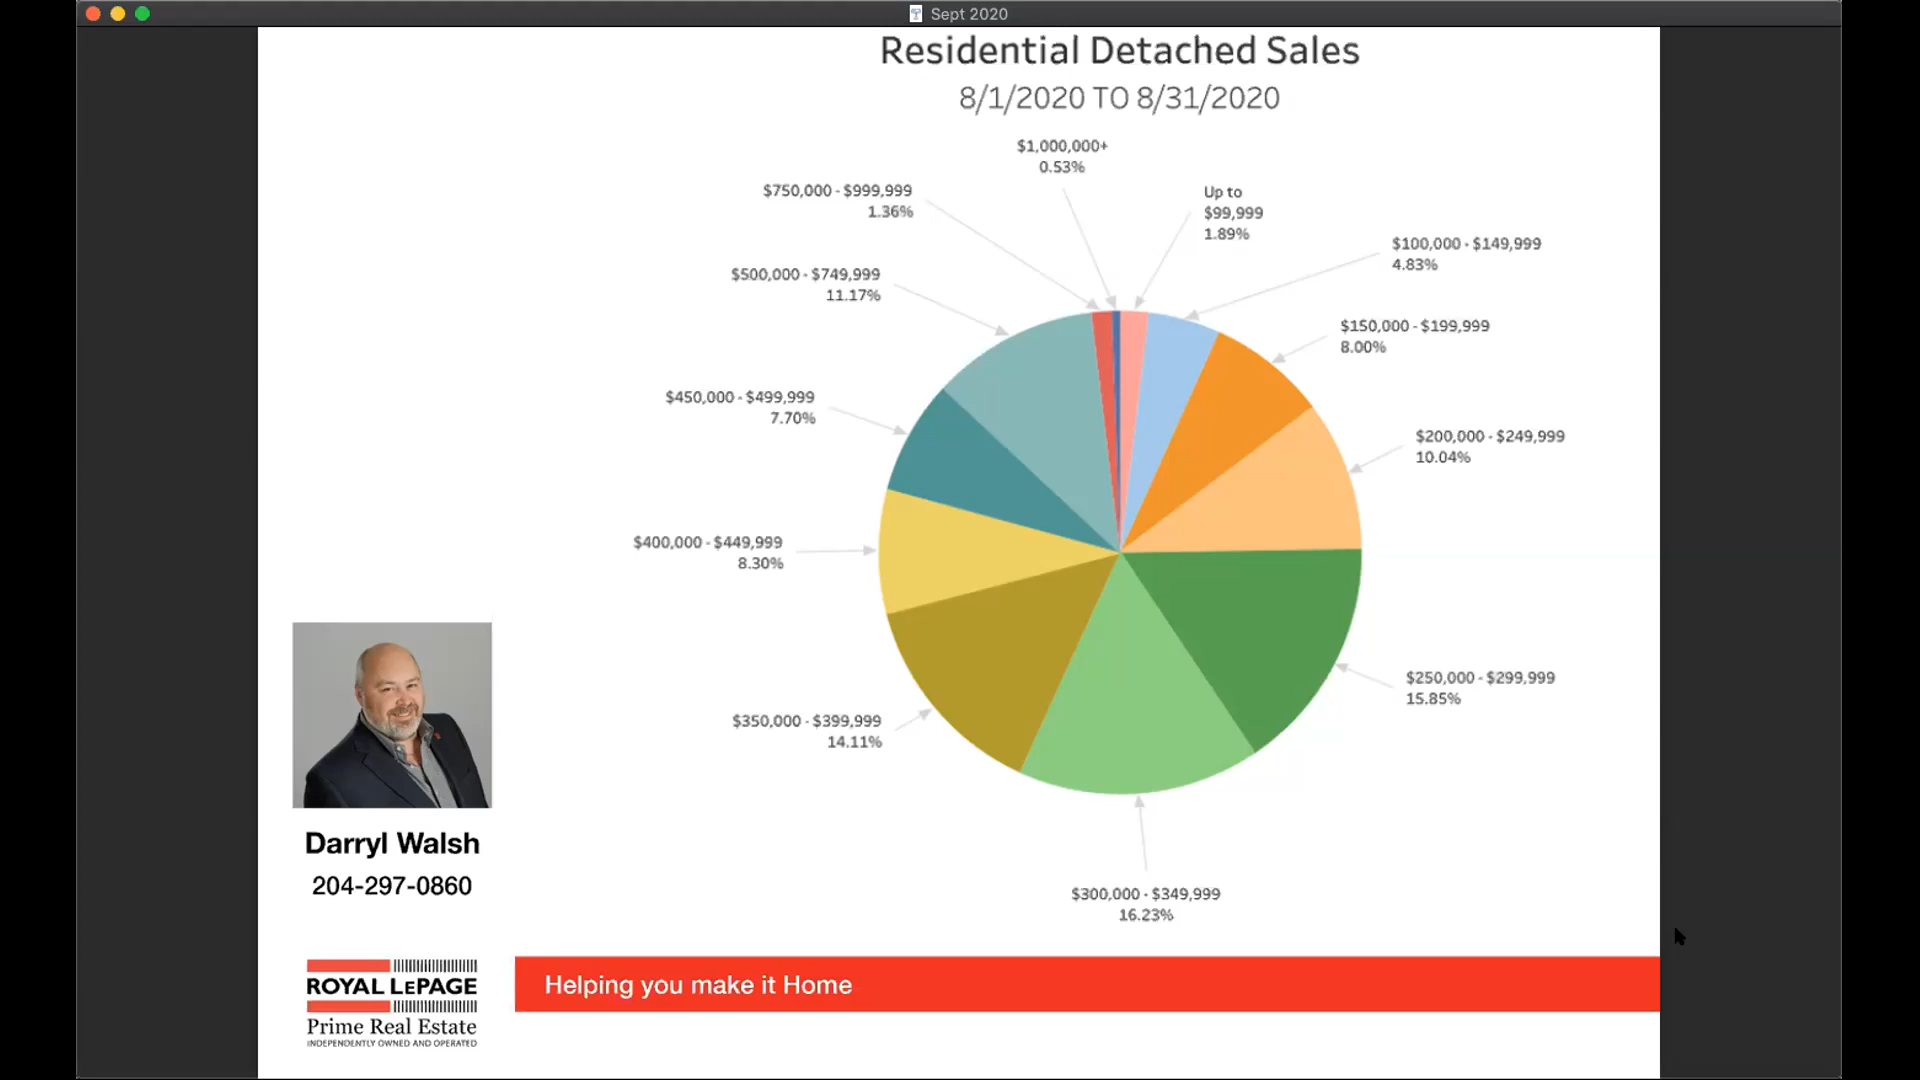 Sept 2020
Residential Detached Sales
8/1/2020 TO 8/31/2020
$1,000,000+
0.53%
$750,000 - $999,999
1.36%
Up to
$99,999
1.89%
$100,000 - $149,999
4.83%
$500,000 - $749,999
11.17%
$150,000 - $199,999
8.00%
$450,000 - $499,999
7.70%
$200,000 - $249,999
10.04%
$400,000 - $449,999
8.30%
$250,000 - $299,999
15.85%
$350,000 - $399,999
14.11%
$300,000 - $349,999
16.23%
Darryl Walsh
204-297-0860
ROYAL LEPAGE
Prime Real Estate
INDEPENDENTLY OWNED AND OPERATED
Helping you make it Home